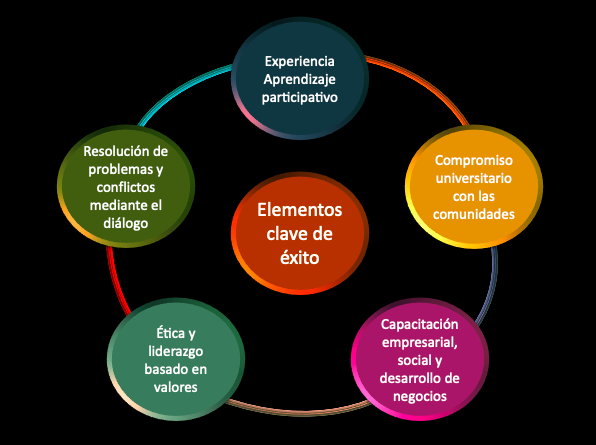 Experiencia
Aprendizaje
participativo
Compromiso
universitario
con las
comunidades
Capacitación
empresarial,
social y
desarrollo de
negocios
Ética y
liderazgo
basado en
valores
Resolución de
problemas y
conflictos
mediante el
diálogo
Elementos
clave de
éxito